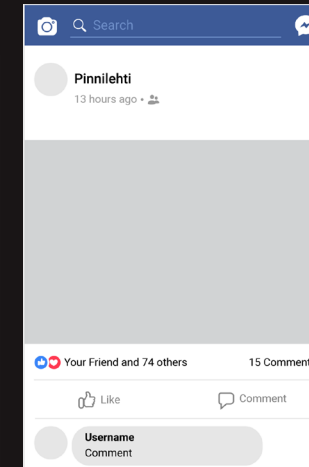 Search
Pinnilehti
13 hours ago •
Your Friend and 74 others
15 Comment
Like
Comment
Username
Comment